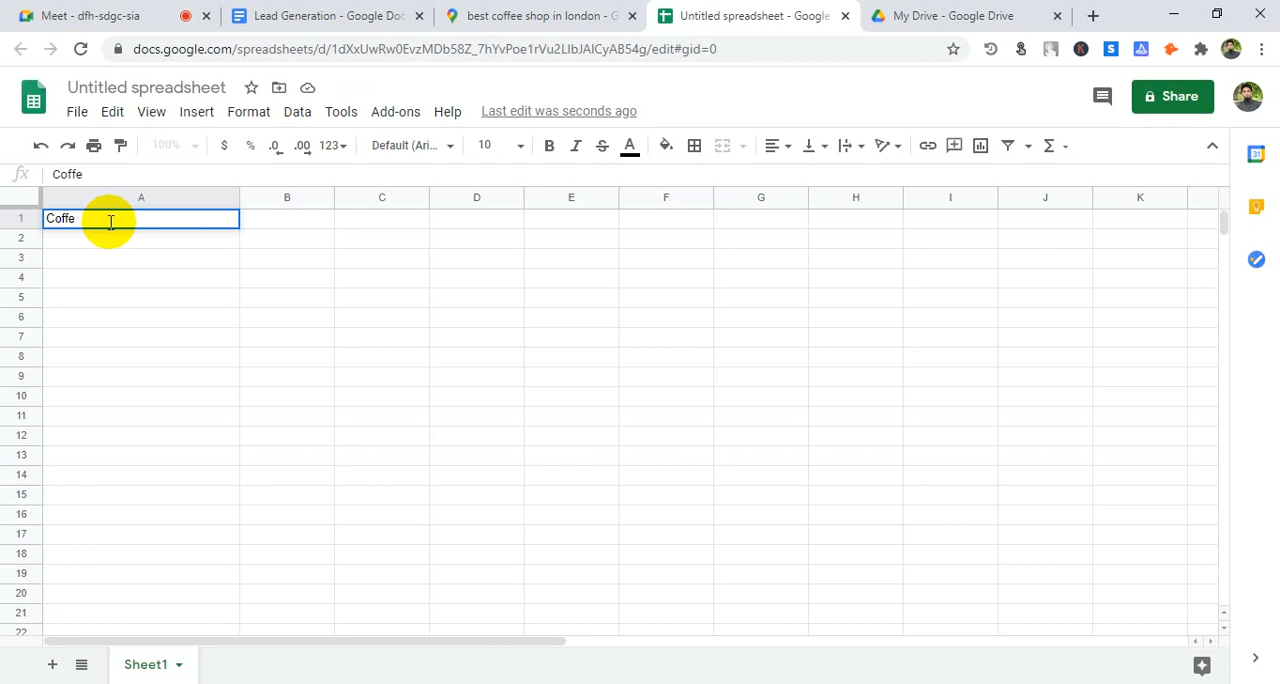 Meet - dfh-sdgc-sia
Lead Generation - Google Doc
best coffee shop in london - G
Untitled spreadsheet - Google
My Drive - Google Drive
docs.google.com/spreadsheets/d/1dXxUwRw0EvzMDb58Z_7hYvPoe1rVu2LIbJAICyAB54g/edit#gid=0
Untitled spreadsheet
Share
File Edit View Insert Format Data Tools Add-ons Help Last edit was seconds ago
100% $ % .0 .00 123 Default (Ari... 10 B I S A Σ
fx Coffe
A B C D E F G H I J K
1 Coffe
2
3
4
5
6
7
8
9
10
11
12
13
14
15
16
17
18
19
20
21
22
Sheet1
31